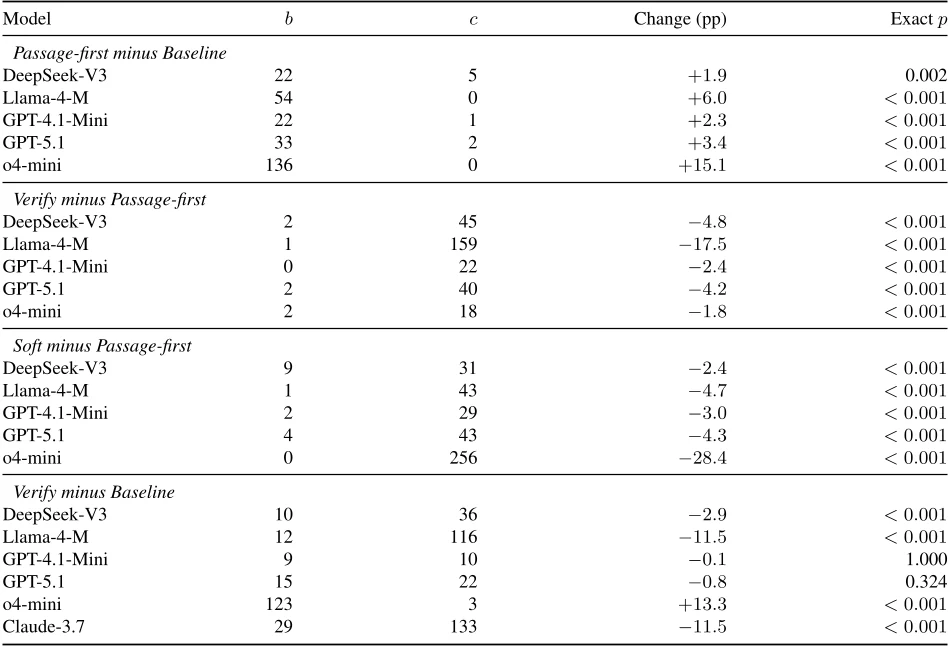 Model b c Change (pp) Exact p
Passage-first minus Baseline
DeepSeek-V3 22 5 +1.9 0.002
Llama-4-M 54 0 +6.0 < 0.001
GPT-4.1-Mini 22 1 +2.3 < 0.001
GPT-5.1 33 2 +3.4 < 0.001
o4-mini 136 0 +15.1 < 0.001
Verify minus Passage-first
DeepSeek-V3 2 45 −4.8 < 0.001
Llama-4-M 1 159 −17.5 < 0.001
GPT-4.1-Mini 0 22 −2.4 < 0.001
GPT-5.1 2 40 −4.2 < 0.001
o4-mini 2 18 −1.8 < 0.001
Soft minus Passage-first
DeepSeek-V3 9 31 −2.4 < 0.001
Llama-4-M 1 43 −4.7 < 0.001
GPT-4.1-Mini 2 29 −3.0 < 0.001
GPT-5.1 4 43 −4.3 < 0.001
o4-mini 0 256 −28.4 < 0.001
Verify minus Baseline
DeepSeek-V3 10 36 −2.9 < 0.001
Llama-4-M 12 116 −11.5 < 0.001
GPT-4.1-Mini 9 10 −0.1 1.000
GPT-5.1 15 22 −0.8 0.324
o4-mini 123 3 +13.3 < 0.001
Claude-3.7 29 133 −11.5 < 0.001